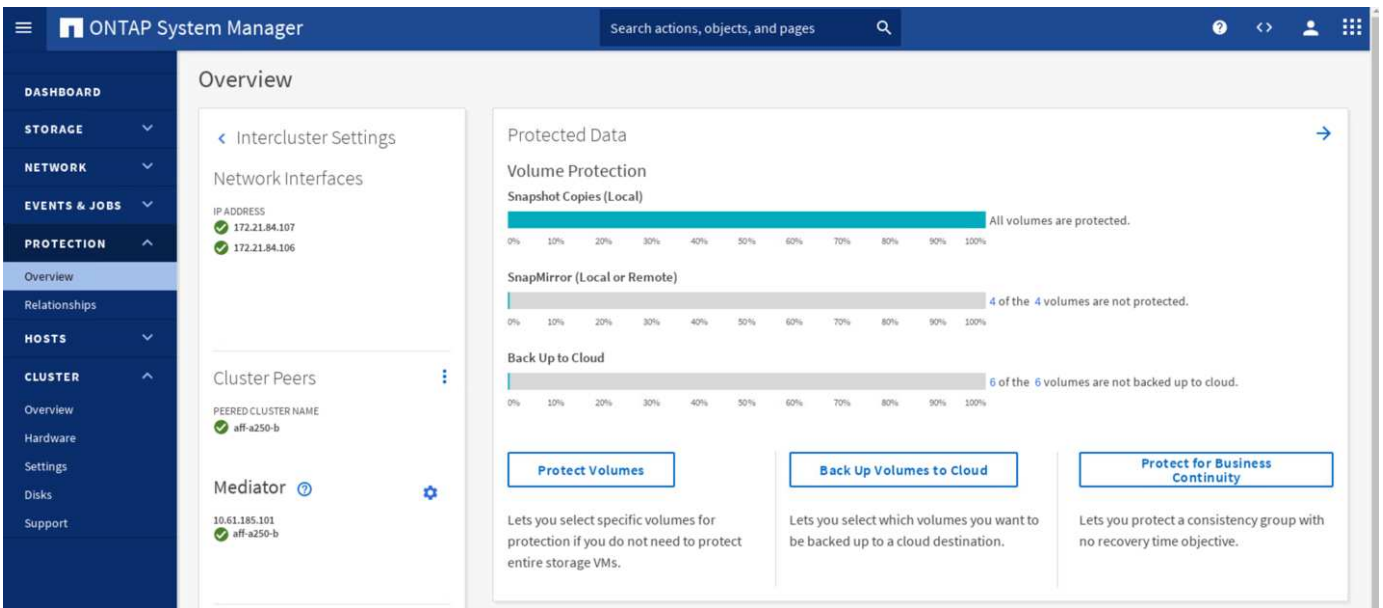 ONTAP System Manager
Search actions, objects, and pages
DASHBOARD
STORAGE
NETWORK
EVENTS & JOBS
PROTECTION
Overview
Relationships
HOSTS
CLUSTER
Overview
Hardware
Settings
Disks
Support
Overview
Intercluster Settings
Network Interfaces
IP ADDRESS
172.21.84.107
172.21.84.106
Cluster Peers
PEERED CLUSTER NAME
aff-a250-b
Mediator
10.61.185.101
aff-a250-b
Protected Data
Volume Protection
Snapshot Copies (Local)
All volumes are protected.
0% 10% 20% 30% 40% 50% 60% 70% 80% 90% 100%
SnapMirror (Local or Remote)
4 of the 4 volumes are not protected.
0% 10% 20% 30% 40% 50% 60% 70% 80% 90% 100%
Back Up to Cloud
6 of the 6 volumes are not backed up to cloud.
0% 10% 20% 30% 40% 50% 60% 70% 80% 90% 100%
Protect Volumes
Lets you select specific volumes for
protection if you do not need to protect
entire storage VMs.
Back Up Volumes to Cloud
Lets you select which volumes you want to
be backed up to a cloud destination.
Protect for Business
Continuity
Lets you protect a consistency group with
no recovery time objective.